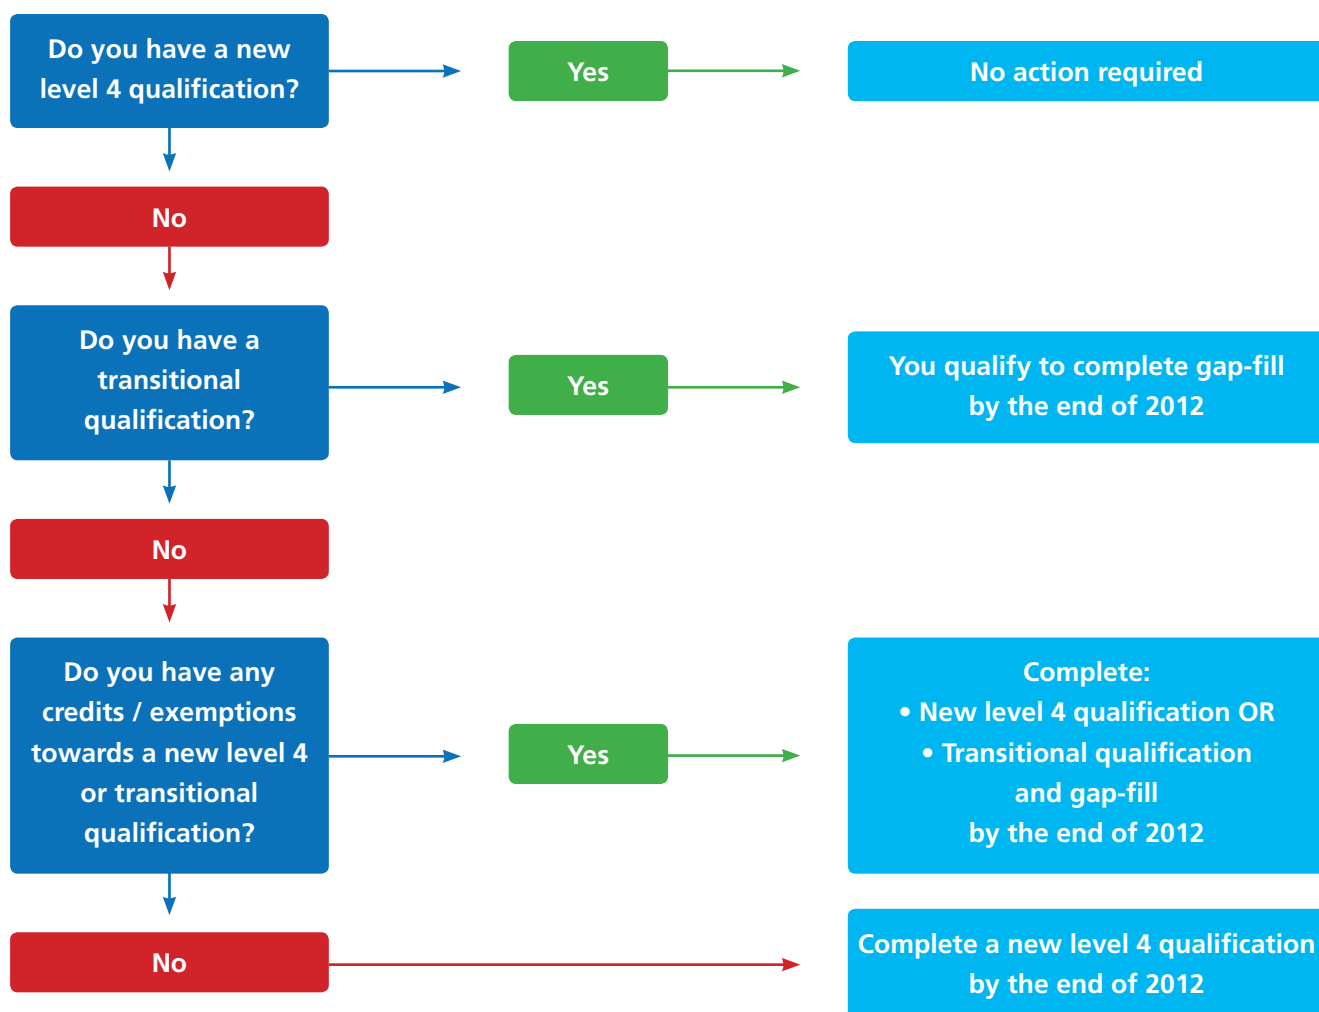 Do you have a new
level 4 qualification?
Yes
No action required
No
Do you have a
transitional
qualification?
Yes
You qualify to complete gap-fill
by the end of 2012
No
Do you have any
credits / exemptions
towards a new level 4
or transitional
qualification?
Yes
Complete:
• New level 4 qualification OR
• Transitional qualification
and gap-fill
by the end of 2012
No
Complete a new level 4 qualification
by the end of 2012